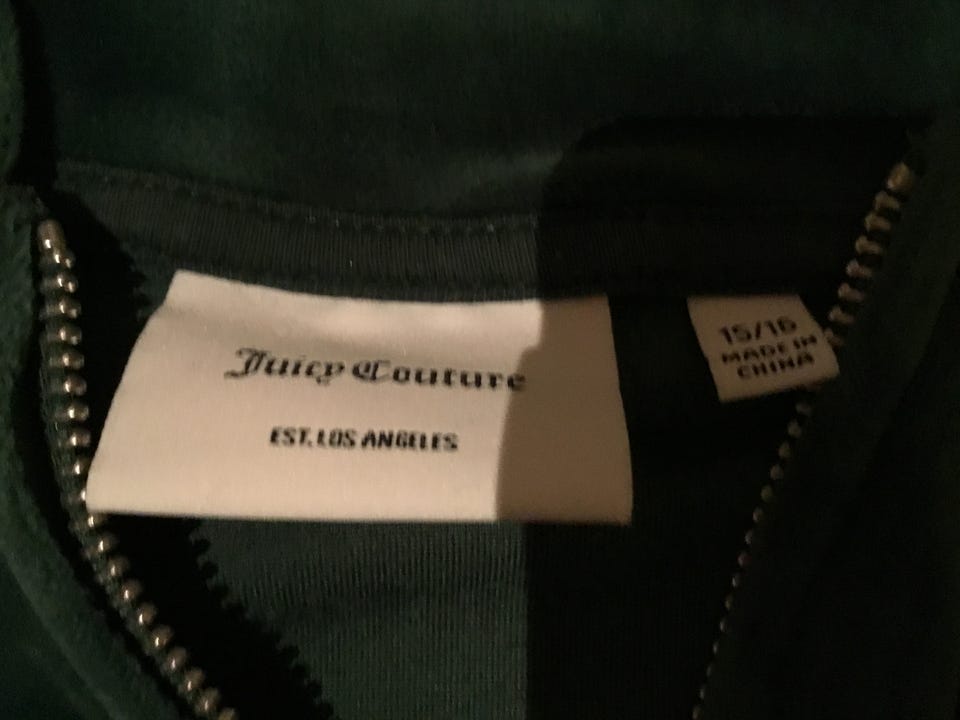 Juicy Couture
EST. LOS ANGELES
15/16
MADE IN
CHINA